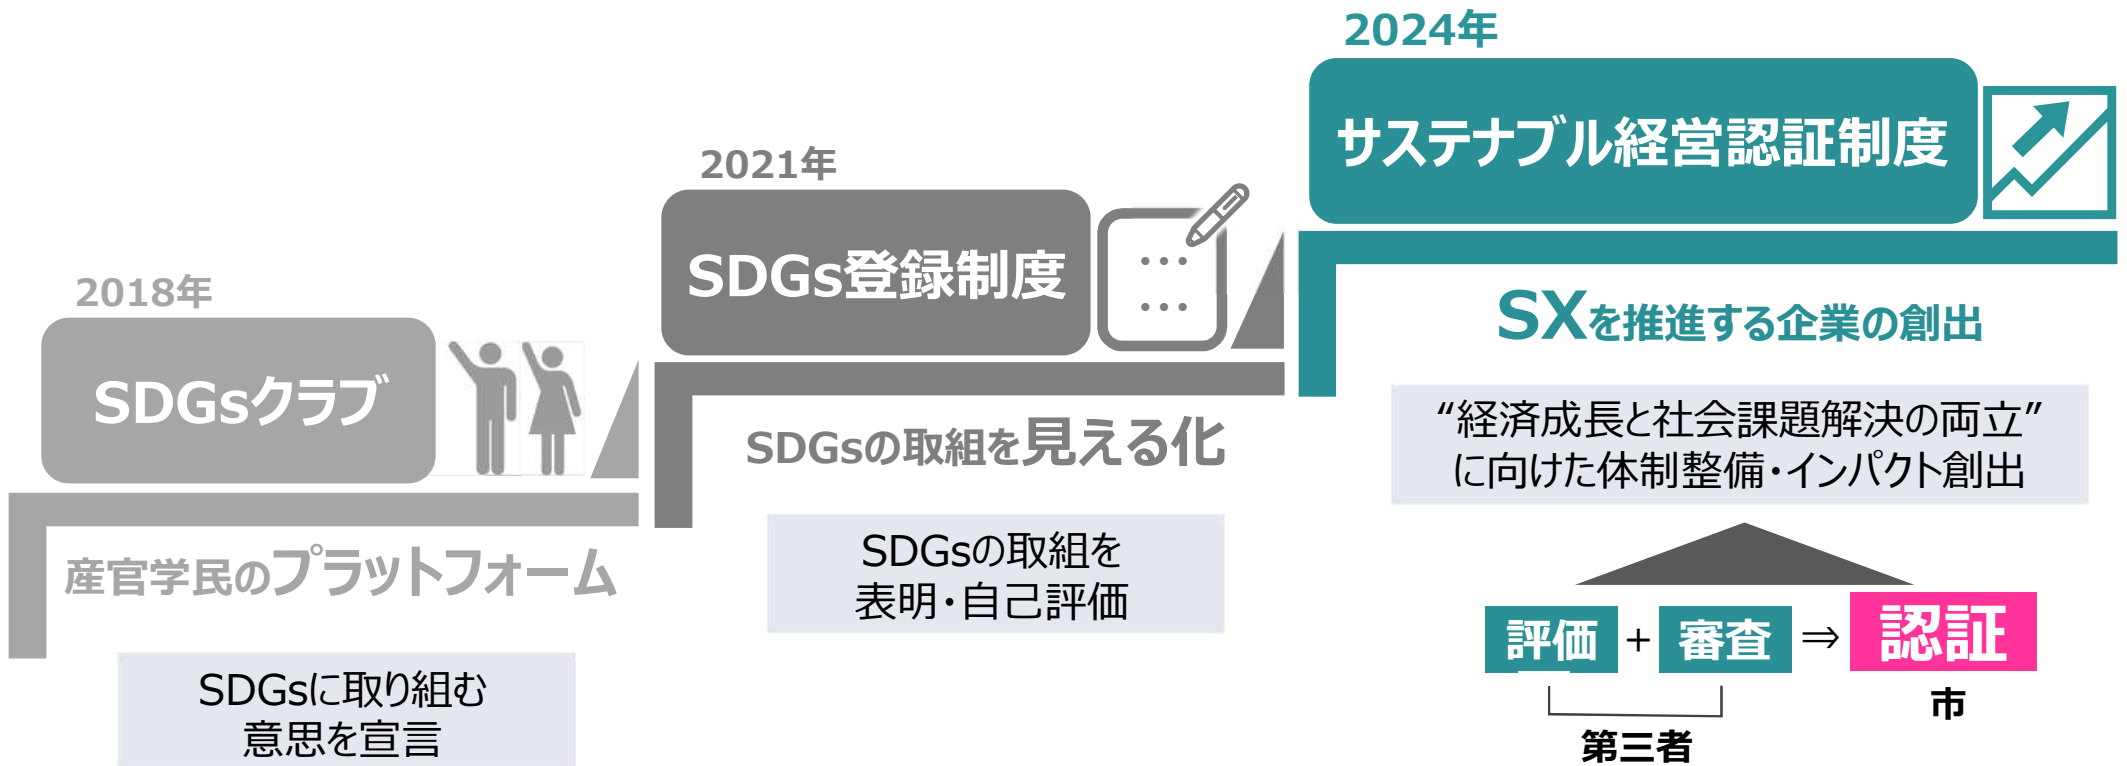 2018年
SDGsクラブ
産官学民のプラットフォーム
SDGsに取り組む
意思を宣言
2021年
SDGs登録制度
SDGsの取組を見える化
SDGsの取組を
表明・自己評価
2024年
サステナブル経営認証制度
SXを推進する企業の創出
“経済成長と社会課題解決の両立”
に向けた体制整備・インパクト創出
評価 + 審査 ⇒ 認証
市
第三者